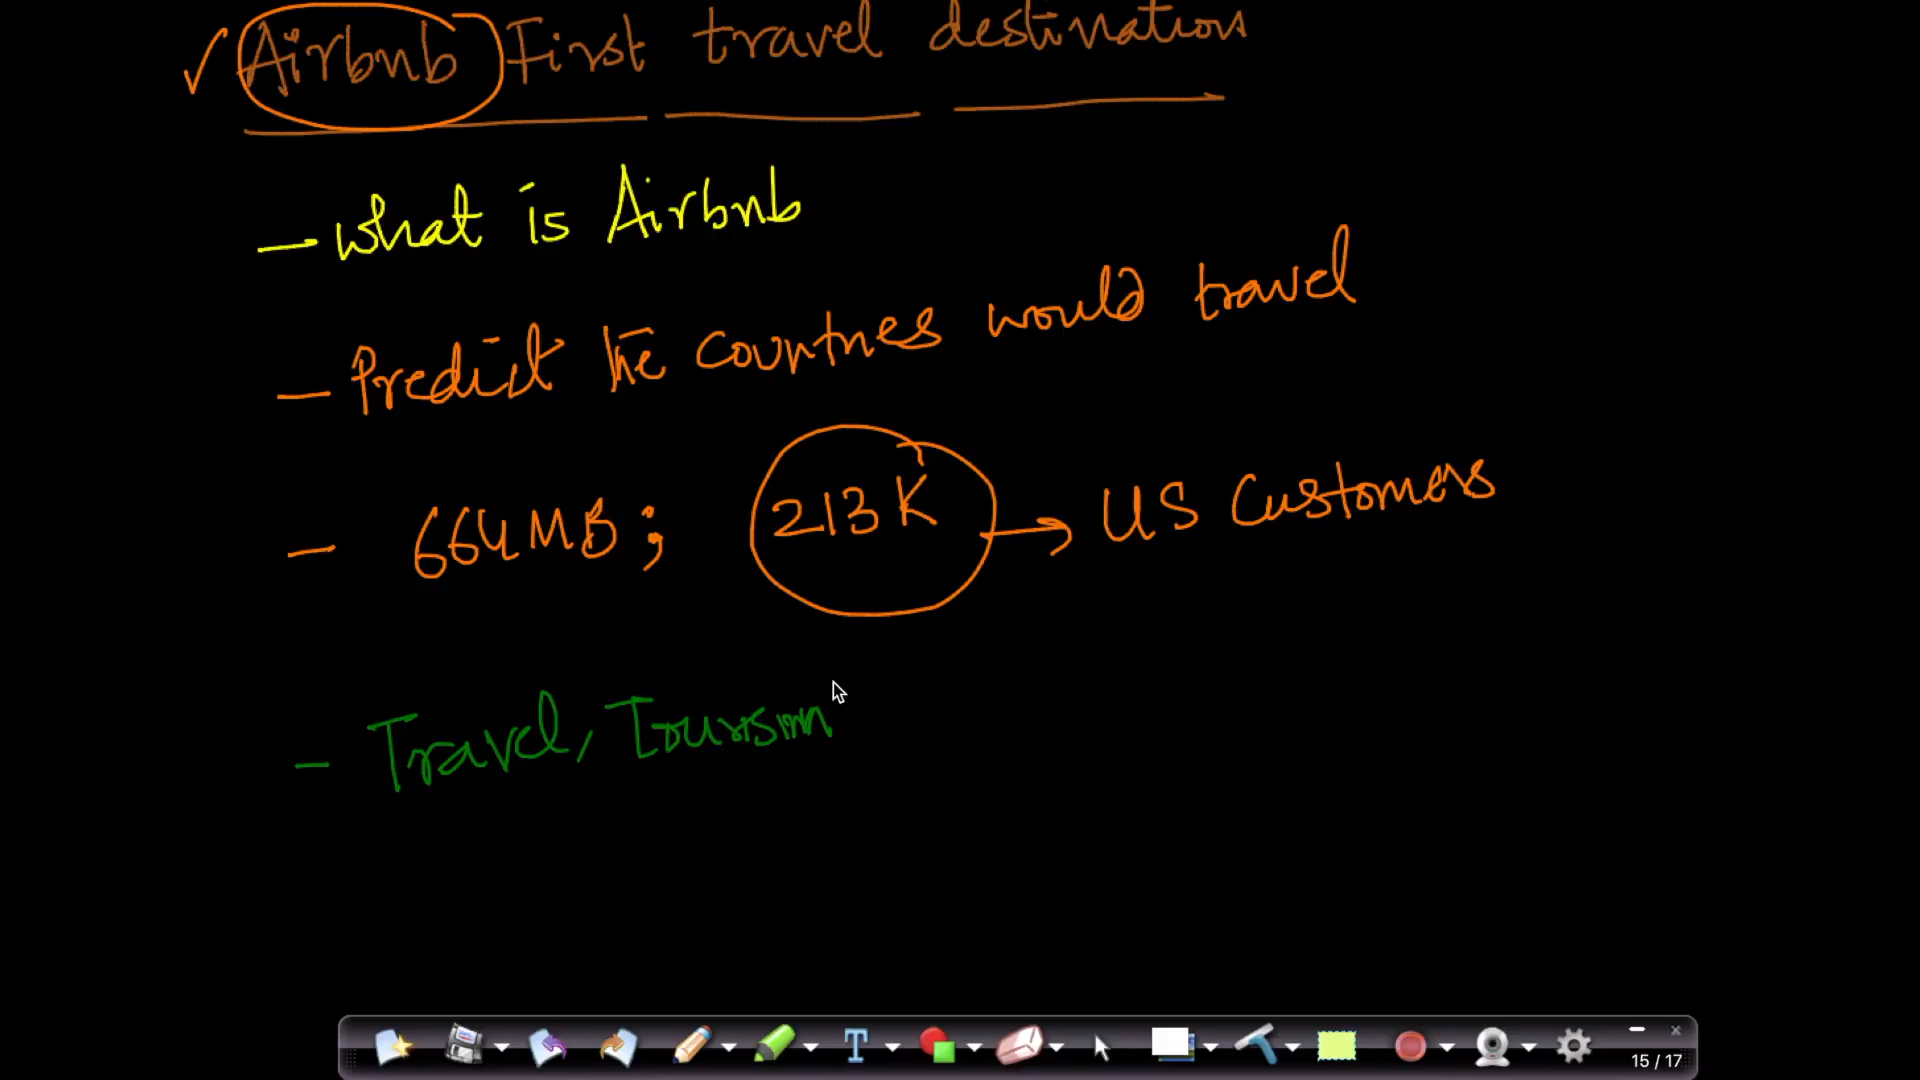 Airbnb First travel destination
- what is Airbnb
- Predict the countries would travel
- 664MB; 213K → US Customers
- Travel, Tourism
15 / 17